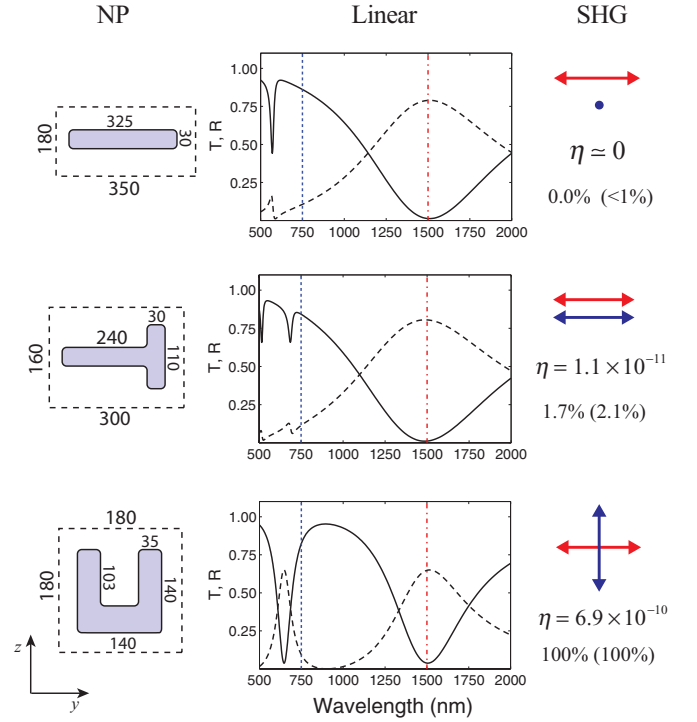 NP Linear SHG
325
180
30
350
1.00
0.75
0.50
0.25
T, R
500 750 1000 1250 1500 1750 2000
η ≃ 0
0.0% (<1%)
30
240
160
110
300
1.00
0.75
0.50
0.25
T, R
500 750 1000 1250 1500 1750 2000
η = 1.1 × 10⁻¹¹
1.7% (2.1%)
180
35
180
103
140
140
z
y
1.00
0.75
0.50
0.25
T, R
500 750 1000 1250 1500 1750 2000
Wavelength (nm)
η = 6.9 × 10⁻¹⁰
100% (100%)